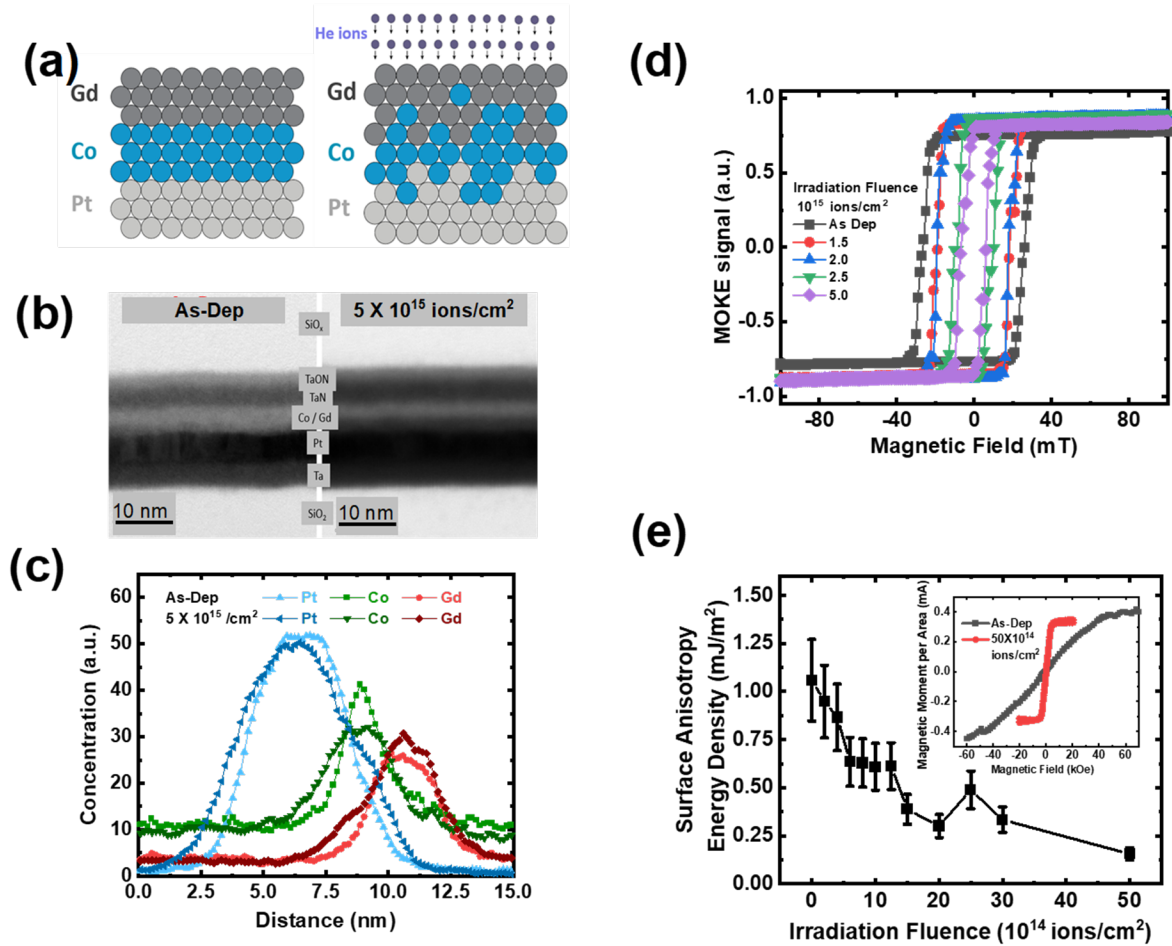 (a)
He ions
Gd
Co
Pt
Gd
Co
Pt
(b)
As-Dep
5 X 10¹⁵ ions/cm²
SiOₓ
TaON
TaN
Co / Gd
Pt
Ta
SiO₂
10 nm
10 nm
(c)
Concentration (a.u.)
60
50
40
30
20
10
0
As-Dep
Pt
Co
Gd
5 X 10¹⁵ /cm²
Pt
Co
Gd
0.0
2.5
5.0
7.5
10.0
12.5
15.0
Distance (nm)
(d)
MOKE signal (a.u.)
1.0
0.5
0.0
-0.5
-1.0
Irradiation Fluence
10¹⁵ ions/cm²
As Dep
1.5
2.0
2.5
5.0
-80
-40
0
40
80
Magnetic Field (mT)
(e)
Surface Anisotropy
Energy Density (mJ/m²)
1.50
1.25
1.00
0.75
0.50
0.25
0.00
0
10
20
30
40
50
Irradiation Fluence (10¹⁴ ions/cm²)
Magnetic Moment per Area (mA)
0.4
0.2
0.0
-0.2
-0.4
As-Dep
50X10¹⁴
ions/cm²
-60
-40
-20
0
20
40
60
Magnetic Field (kOe)